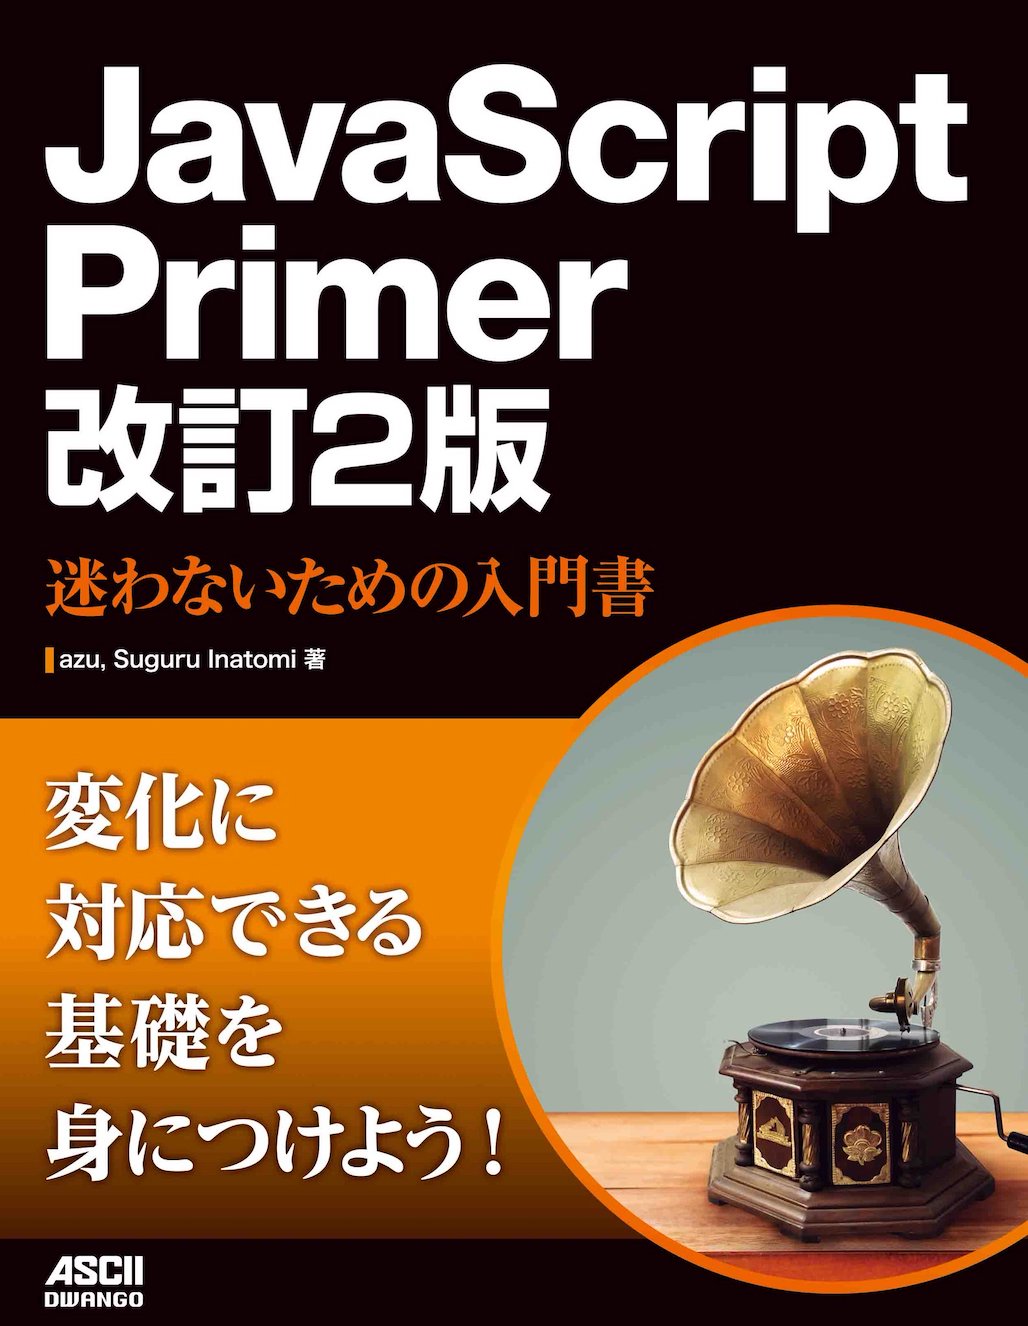 JavaScript
Primer
改訂2版
迷わないための入門書
azu, Suguru Inatomi 著
変化に
対応できる
基礎を
身につけよう！
ASCII
DWANGO